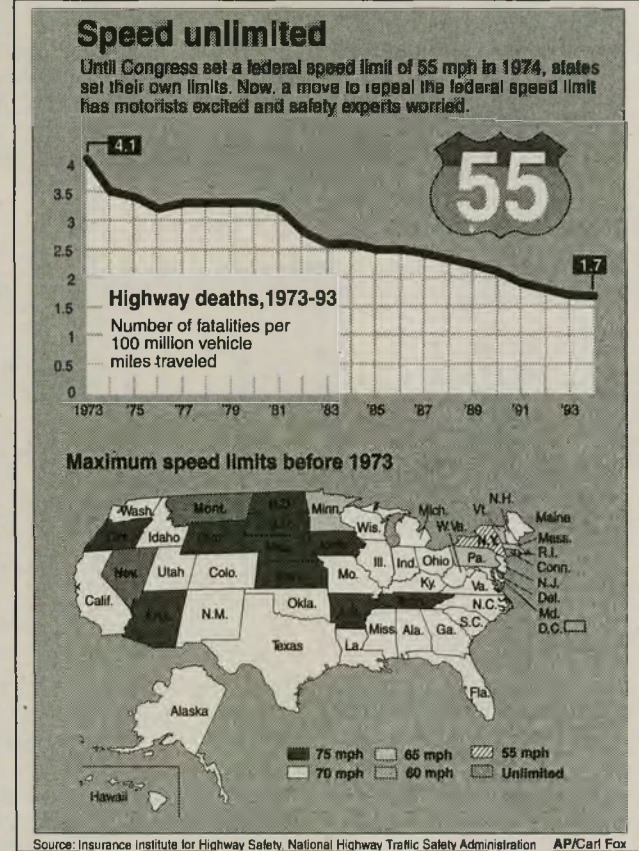 Speed unlimited
Until Congress set a federal speed limit of 55 mph in 1974, states
set their own limits. Now, a move to repeal the federal speed limit
has motorists excited and safety experts worried.
4.1
4
3.5
3
2.5
2
1.5
1
0.5
0
55
1.7
Highway deaths,1973-93
Number of fatalities per
100 million vehicle
miles traveled
1973 '75 '77 '79 '81 '83 '85 '87 '89 '91 '93
Maximum speed limits before 1973
Wash.
Mont.
N.D.
Minn.
Mich.
Vt.
N.H.
Maine
Ore.
Idaho
S.D.
Wis.
W.Va.
N.Y.
Mass.
R.I.
Conn.
N.J.
Del.
Md.
D.C.
Nev.
Utah
Colo.
Mo.
Ill.
Ind.
Ohio
Pa.
Ky.
Va.
Calif.
Ariz.
N.M.
Okla.
N.C.
S.C.
Texas
La.
Miss.
Ala.
Ga.
Fla.
Alaska
Hawaii
75 mph 65 mph 55 mph
70 mph 60 mph Unlimited
Source: Insurance Institute for Highway Safety, National Highway Traffic Safety Administration AP/Carl Fox